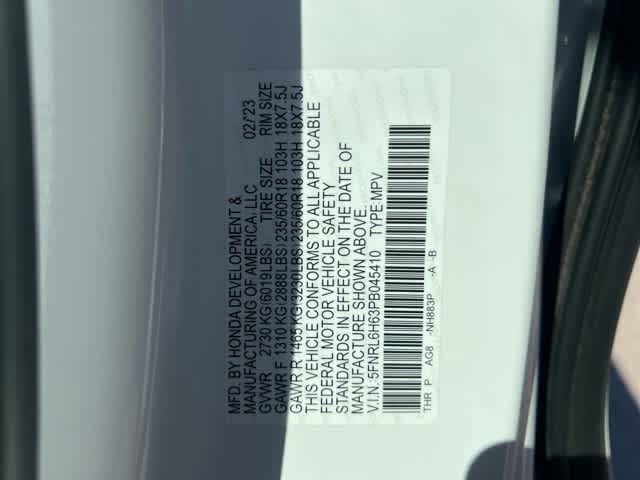 MFD. BY HONDA DEVELOPMENT &
MANUFACTURING OF AMERICA, LLC 02/'23
GVWR 2730 KG(6019LBS) TIRE SIZE RIM SIZE
GAWR F 1310 KG(2888LBS) 235/60R18 103H 18X7.5J
GAWR R 1465 KG(3230LBS) 235/60R18 103H 18X7.5J
THIS VEHICLE CONFORMS TO ALL APPLICABLE
FEDERAL MOTOR VEHICLE SAFETY
STANDARDS IN EFFECT ON THE DATE OF
MANUFACTURE SHOWN ABOVE.
V.I.N.:5FNRL6H63PB045410 TYPE:MPV
THR P AG8 -NH883P -A -B